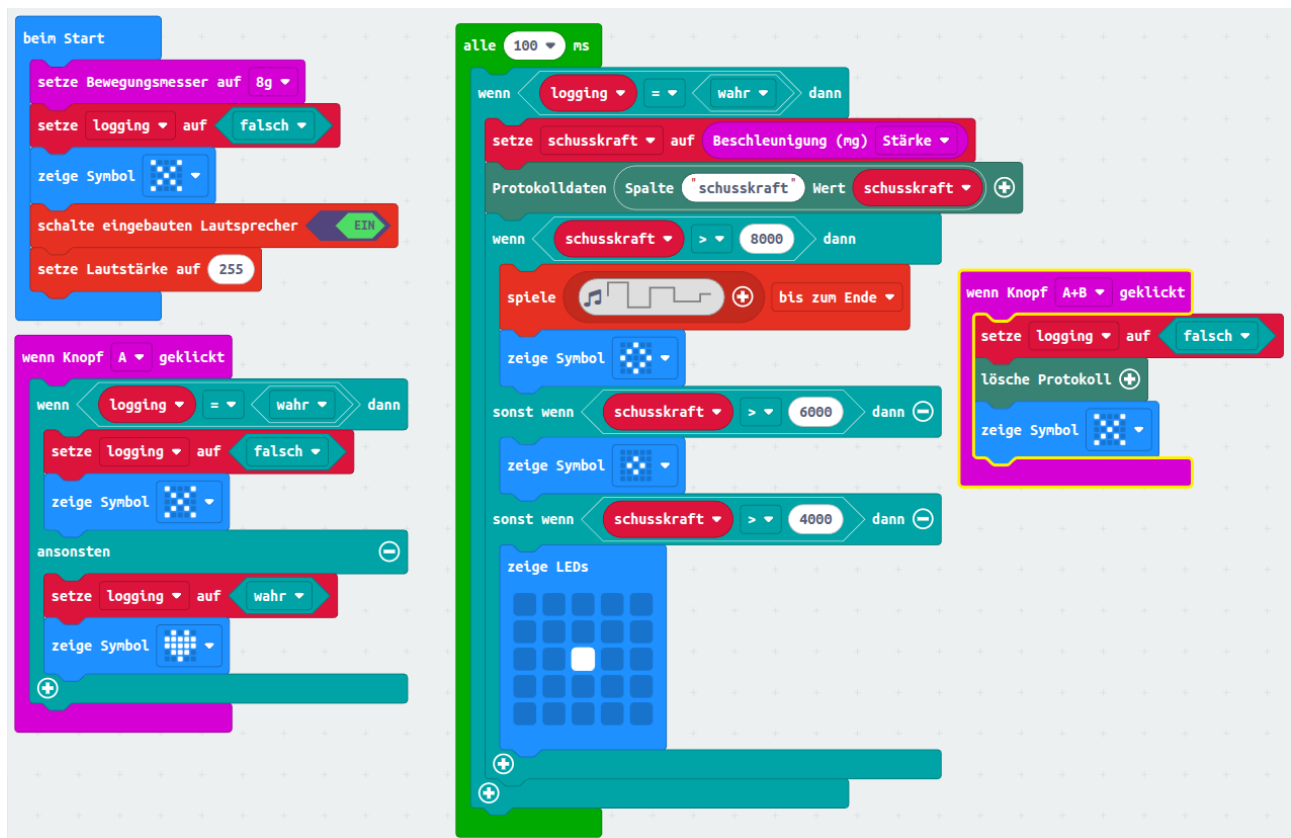 beim Start
setze Bewegungsmesser auf 8g
setze logging auf falsch
zeige Symbol
schalte eingebauten Lautsprecher EIN
setze Lautstärke auf 255
wenn Knopf A geklickt
wenn logging = wahr dann
setze logging auf falsch
zeige Symbol
ansonsten
setze logging auf wahr
zeige Symbol
alle 100 ms
wenn logging = wahr dann
setze schusskraft auf Beschleunigung (mg) Stärke
Protokolldaten Spalte "schusskraft" Wert schusskraft
wenn schusskraft > 8000 dann
spiele bis zum Ende
zeige Symbol
sonst wenn schusskraft > 6000 dann
zeige Symbol
sonst wenn schusskraft > 4000 dann
zeige LEDs
wenn Knopf A+B geklickt
setze logging auf falsch
lösche Protokoll
zeige Symbol